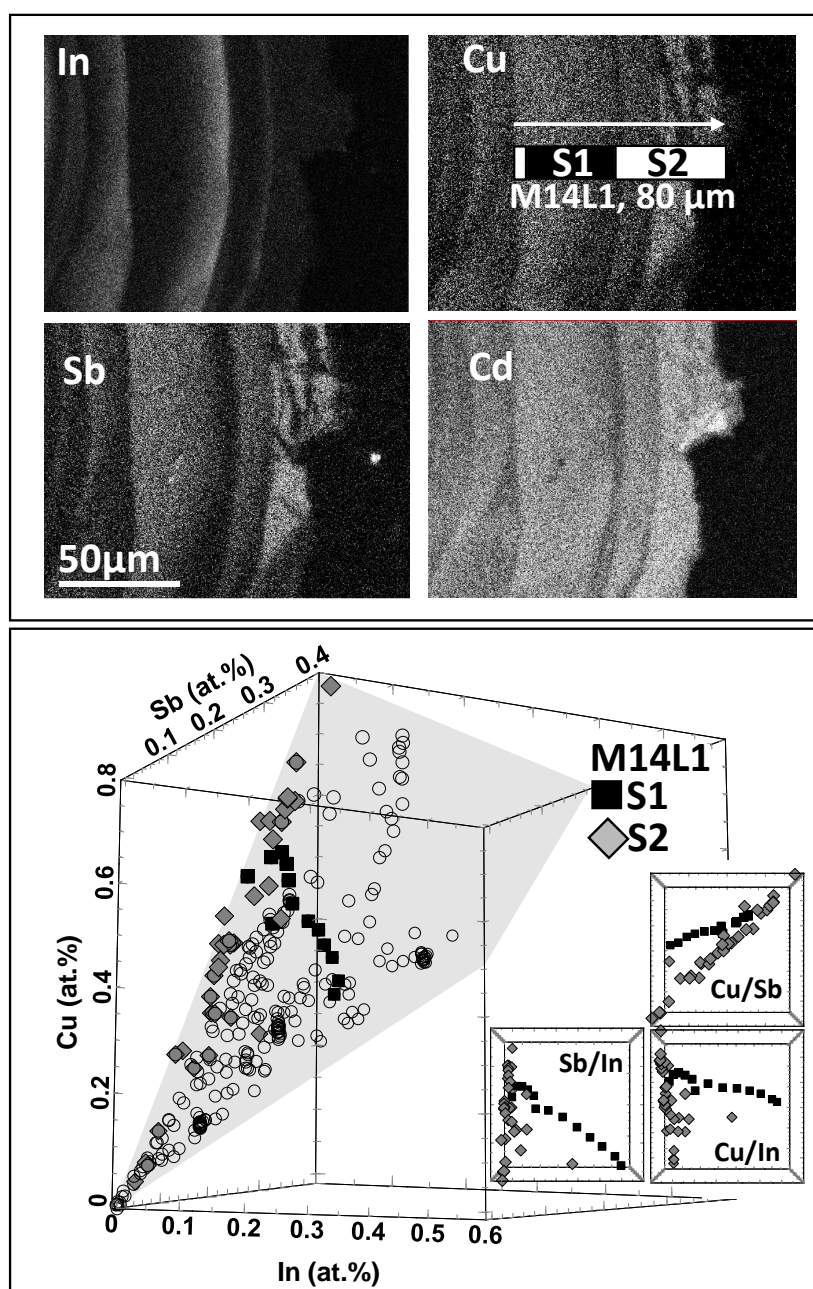 In
Cu
S1 S2
M14L1, 80 µm
Sb
Cd
50µm
0.4
0.3
0.2
0.1
Sb (at.%)
0.8
0.6
0.4
0.2
0
Cu (at.%)
M14L1
S1
S2
Cu/Sb
Sb/In
Cu/In
0 0.1 0.2 0.3 0.4 0.5 0.6
In (at.%)